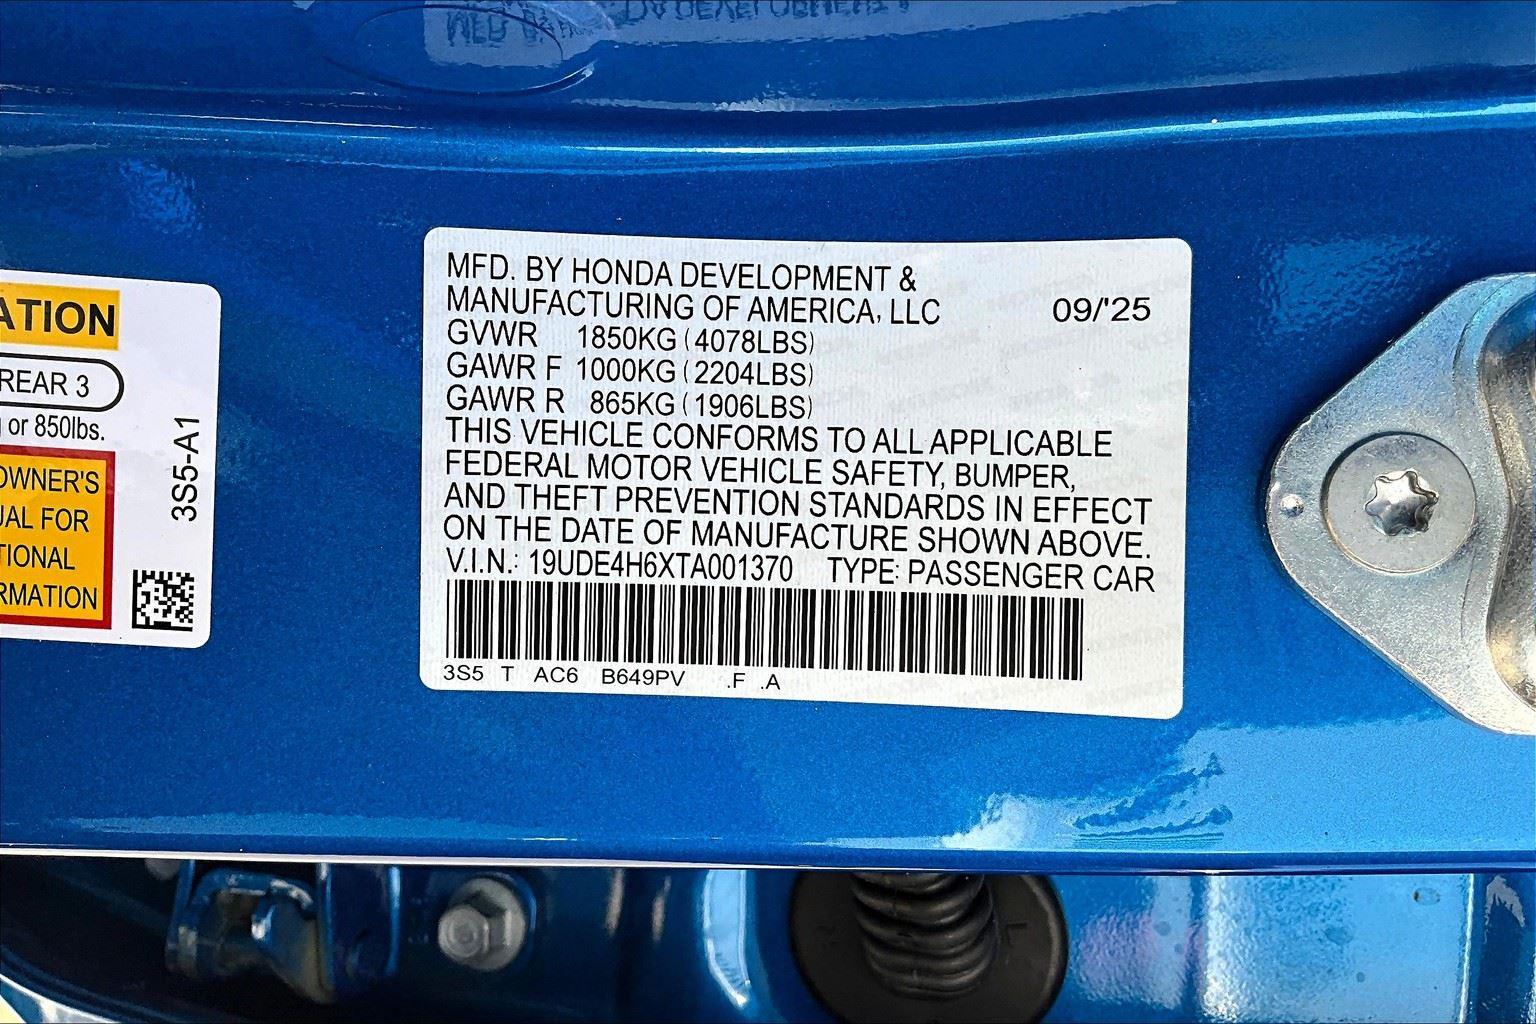 ATION
REAR 3
or 850lbs.
OWNER'S
UAL FOR
TIONAL
RMATION
3S5-A1
MFD. BY HONDA DEVELOPMENT &
MANUFACTURING OF AMERICA, LLC 09/'25
GVWR 1850KG (4078LBS)
GAWR F 1000KG (2204LBS)
GAWR R 865KG (1906LBS)
THIS VEHICLE CONFORMS TO ALL APPLICABLE
FEDERAL MOTOR VEHICLE SAFETY, BUMPER,
AND THEFT PREVENTION STANDARDS IN EFFECT
ON THE DATE OF MANUFACTURE SHOWN ABOVE.
V.I.N.: 19UDE4H6XTA001370 TYPE: PASSENGER CAR
3S5 T AC6 B649PV .F .A